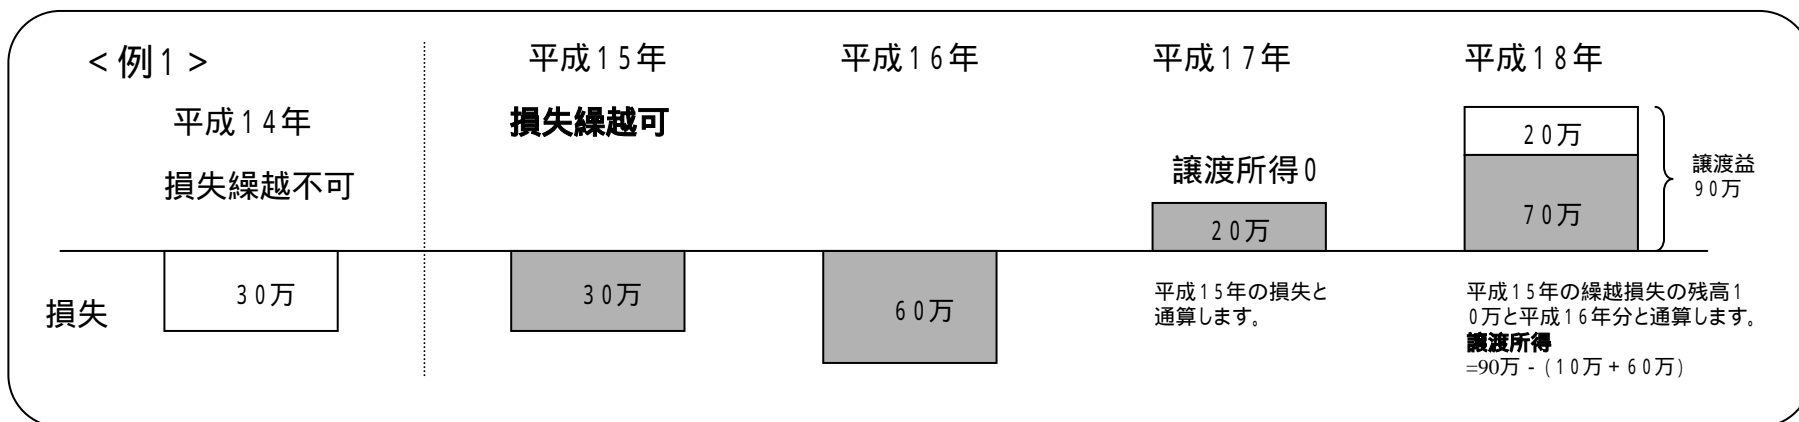 <例1>
平成14年
損失繰越不可
平成15年
損失繰越可
平成16年
平成17年
譲渡所得0
平成18年
20万
70万
譲渡益
90万
20万
損失
30万
30万
60万
平成15年の損失と
通算します。
平成15年の繰越損失の残高1
0万と平成16年分と通算します。
譲渡所得
=90万 - (10万+60万)